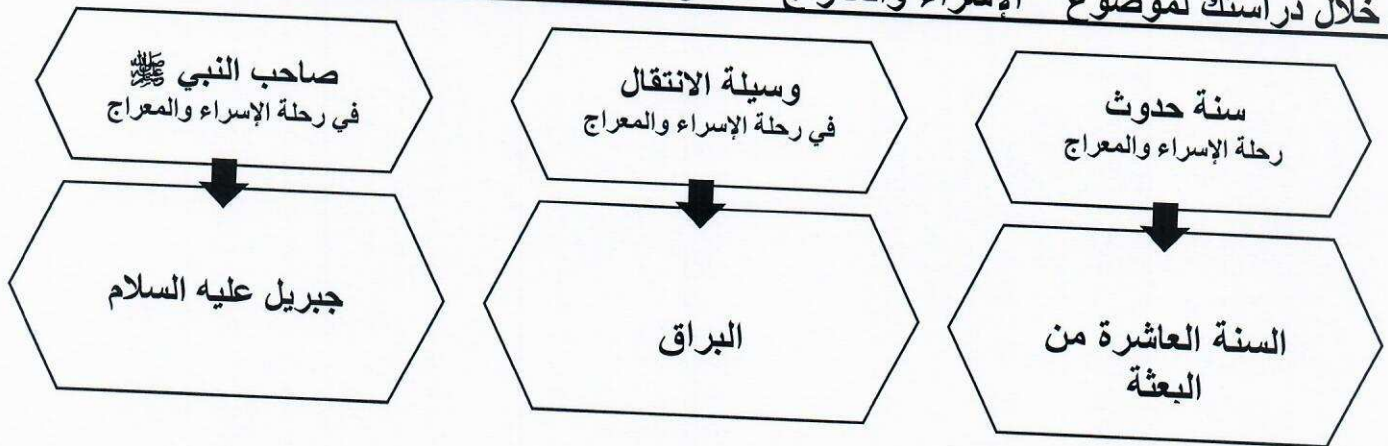 خلال دراستك لموضوع " الإسراء
سنة حدوث
رحلة الإسراء والمعراج
السنة العاشرة من
البعثة
وسيلة الانتقال
في رحلة الإسراء والمعراج
البراق
صاحب النبي ﷺ
في رحلة الإسراء والمعراج
جبريل عليه السلام